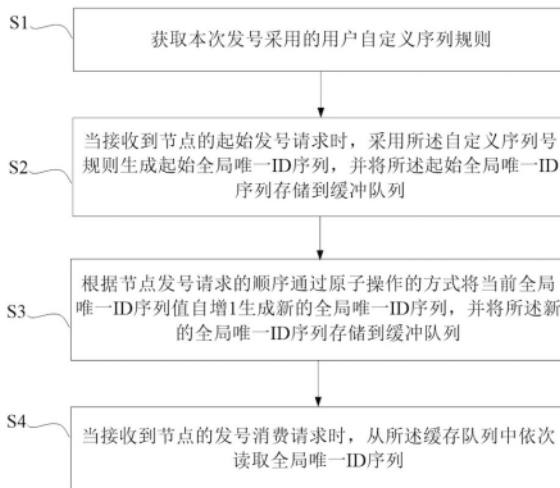 S1
获取本次发号采用的用户自定义序列规则
S2
当接收到节点的起始发号请求时，采用所述自定义序列号
规则生成起始全局唯一ID序列，并将所述起始全局唯一ID
序列存储到缓冲队列
S3
根据节点发号请求的顺序通过原子操作的方式将当前全局
唯一ID序列值自增1生成新的全局唯一ID序列，并将所述新
的全局唯一ID序列存储到缓冲队列
S4
当接收到节点的发号消费请求时，从所述缓存队列中依次
读取全局唯一ID序列